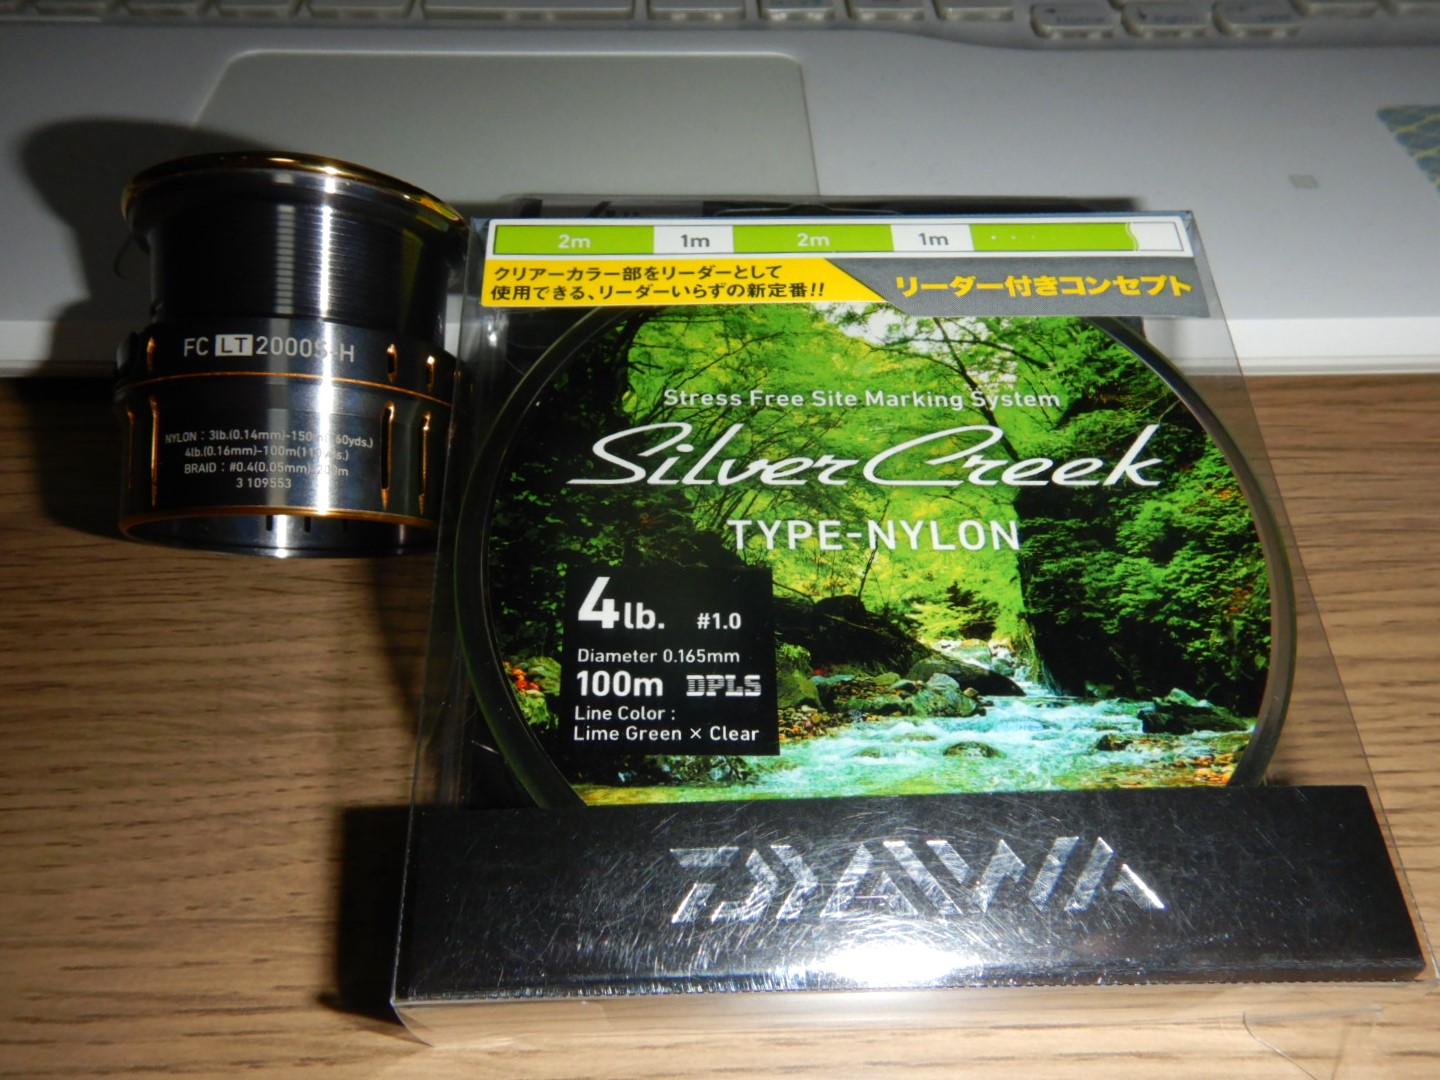 FC LT 2000S-H
NYLON : 3lb.(0.14mm)-150m(160yds.)
4lb.(0.16mm)-100m(110yds.)
BRAID : #0.4(0.05mm)-200m
3 109553
2m 1m 2m 1m
クリアーカラー部をリーダーとして
使用できる、リーダーいらずの新定番!!
リーダー付きコンセプト
Stress Free Site Marking System
Silver Creek
TYPE-NYLON
4lb. #1.0
Diameter 0.165mm
100m DPLS
Line Color :
Lime Green × Clear
DAIWA